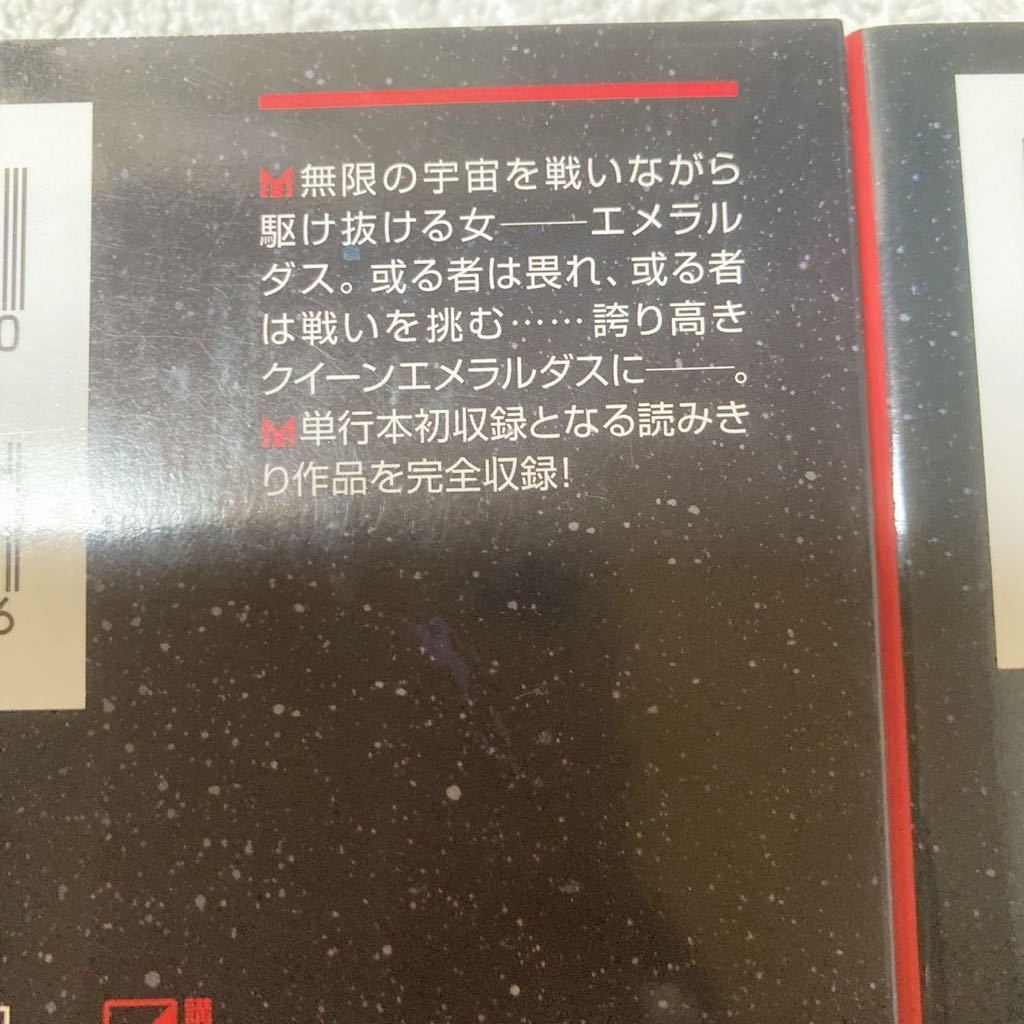 無限の宇宙を戦いながら
駆け抜ける女――エメラル
ダス。或る者は畏れ、或る者
は戦いを挑む……誇り高き
クイーンエメラルダスに――。
単行本初収録となる読みき
り作品を完全収録!
0
6
講